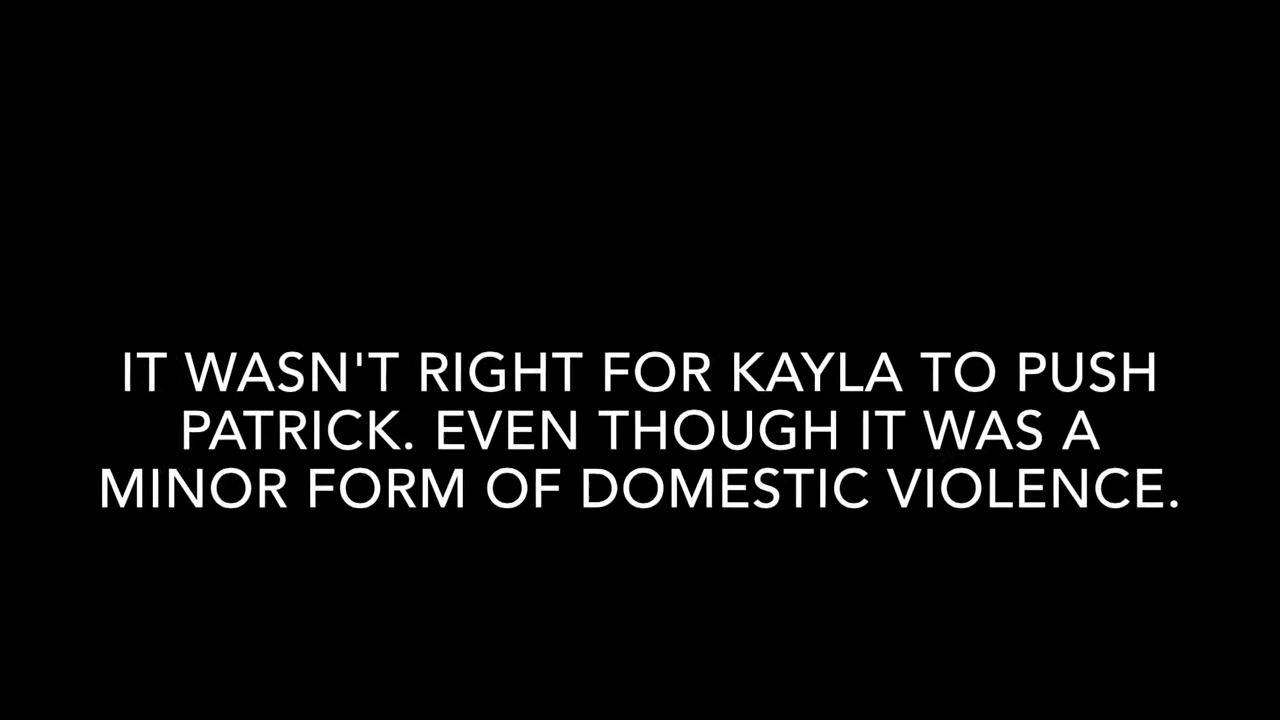 IT WASN'T RIGHT FOR KAYLA TO PUSH
PATRICK. EVEN THOUGH IT WAS A
MINOR FORM OF DOMESTIC VIOLENCE.